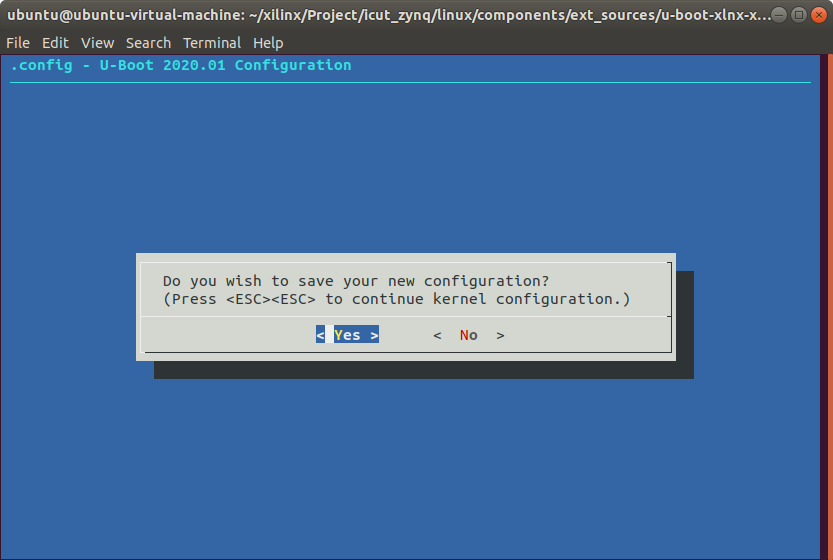 ubuntu@ubuntu-virtual-machine: ~/xilinx/Project/icut_zynq/linux/components/ext_sources/u-boot-xlnx-x...
File Edit View Search Terminal Help
.config - U-Boot 2020.01 Configuration
Do you wish to save your new configuration?
(Press <ESC><ESC> to continue kernel configuration.)
< Yes > < No >